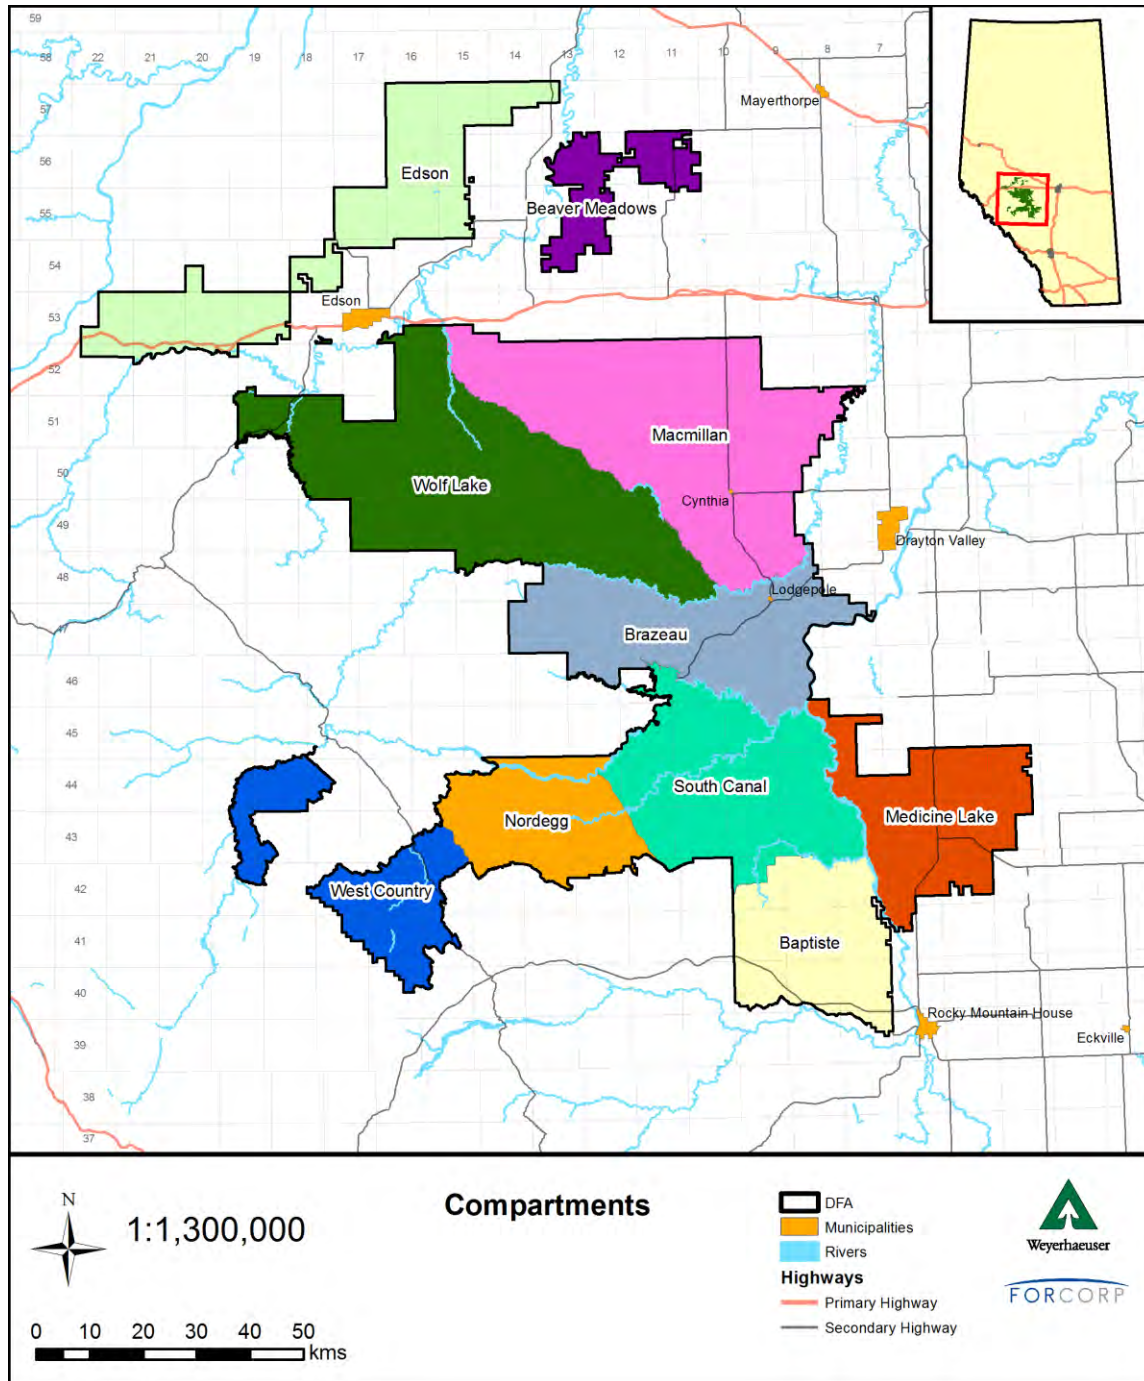 59
58
22
21
20
19
18
17
16
15
14
13
12
11
10
9
8
7
57
Mayerthorpe
56
Edson
55
Beaver Meadows
54
Edson
53
52
51
Macmillan
50
Wolf Lake
Cynthia
49
Drayton Valley
48
Lodgepole
47
Brazeau
46
45
44
South Canal
Nordegg
Medicine Lake
43
42
West Country
Baptiste
41
40
Rocky Mountain House
Eckville
39
38
37
N
1:1,300,000
0 10 20 30 40 50
kms
Compartments
DFA
Municipalities
Rivers
Highways
Primary Highway
Secondary Highway
Weyerhaeuser
FORCORP